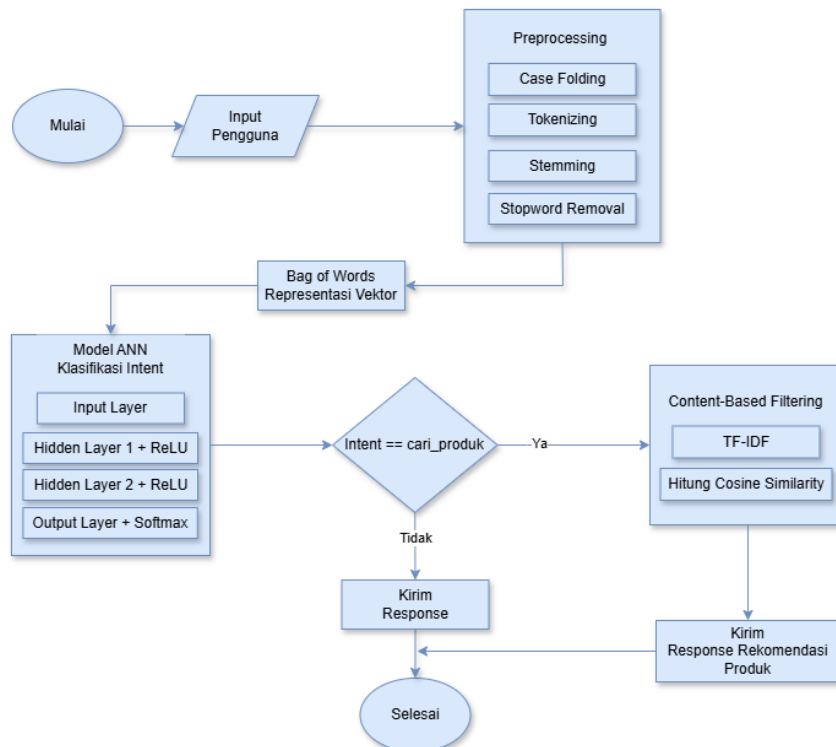 Preprocessing
Case Folding
Mulai
Input
Pengguna
Tokenizing
Stemming
Stopword Removal
Bag of Words
Representasi Vektor
Model ANN
Klasifikasi Intent
Input Layer
Hidden Layer 1 + ReLU
Hidden Layer 2 + ReLU
Output Layer + Softmax
Intent == cari_produk
Ya
Content-Based Filtering
TF-IDF
Hitung Cosine Similarity
Tidak
Kirim
Response
Kirim
Response Rekomendasi
Produk
Selesai